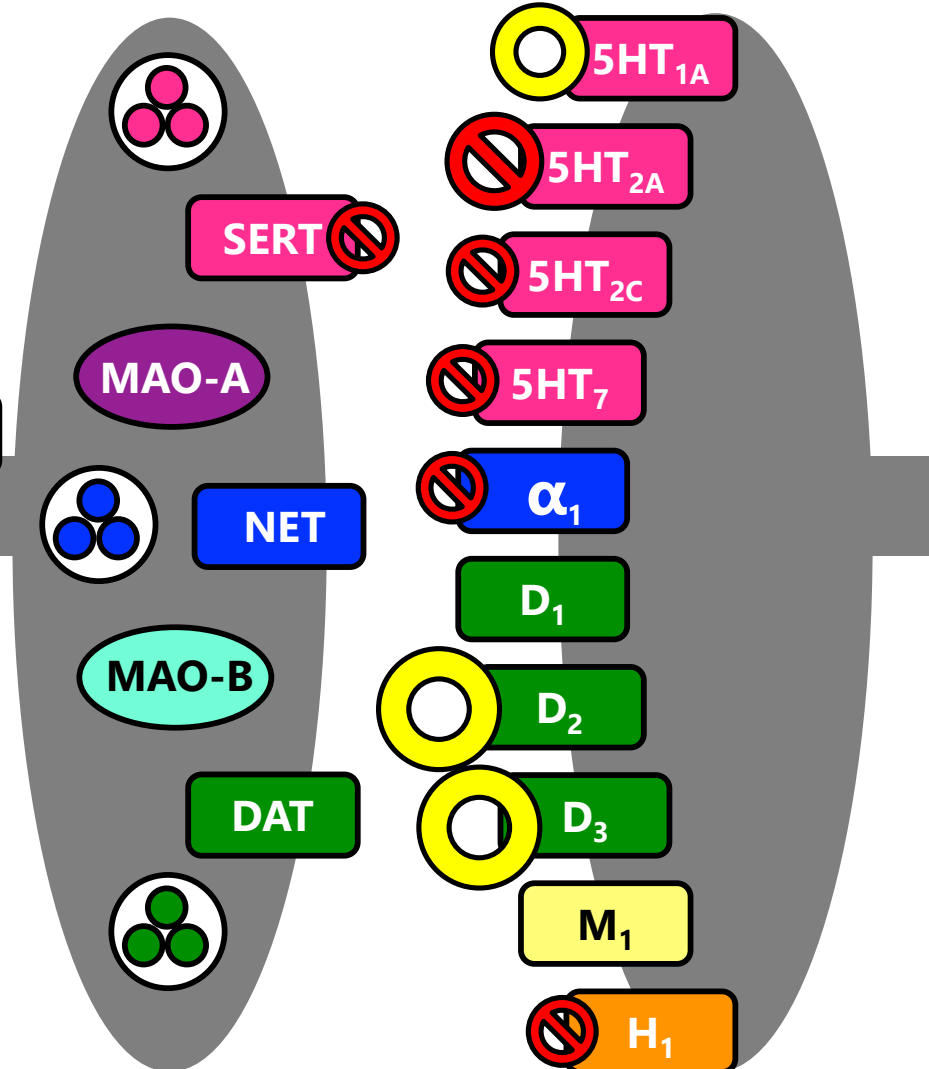 5HT₁A
5HT₂A
SERT
5HT₂C
MAO-A
5HT₇
α₁
NET
D₁
MAO-B
D₂
DAT
D₃
M₁
H₁